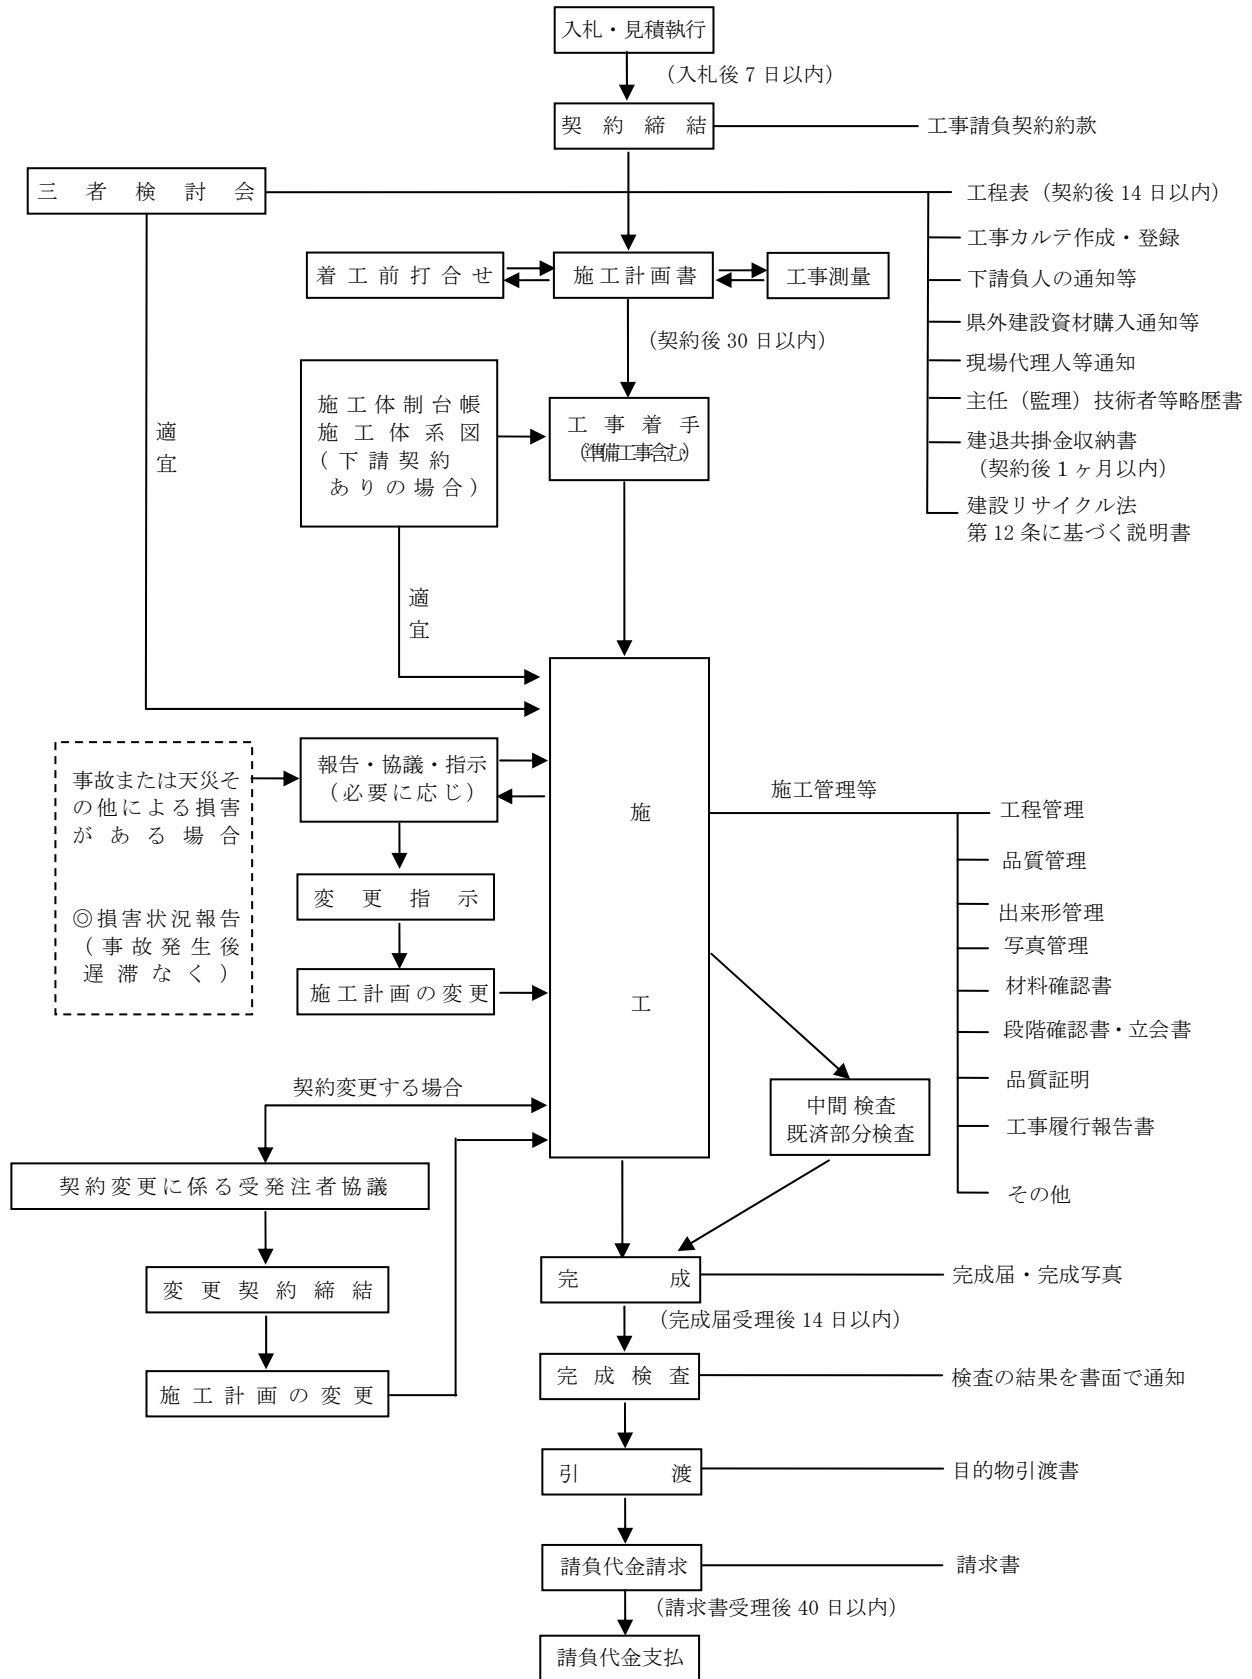 入札・見積執行
（入札後 7 日以内）
契約締結
工事請負契約約款
三者検討会
工程表（契約後 14 日以内）
工事カルテ作成・登録
着工前打合せ
施工計画書
工事測量
下請負人の通知等
県外建設資材購入通知等
（契約後 30 日以内）
現場代理人等通知
主任（監理）技術者等略歴書
建退共掛金収納書
（契約後１ヶ月以内）
建設リサイクル法
第 12 条に基づく説明書
施工体制台帳
施工体系図
（下請契約
ありの場合）
工事着手
（準備工事含む）
適宜
適宜
施工
事故または天災そ
の他による損害
がある場合
◎損害状況報告
（事故発生後
遅滞なく）
報告・協議・指示
（必要に応じ）
変更指示
施工計画の変更
施工管理等
工程管理
品質管理
出来形管理
写真管理
材料確認書
段階確認書・立会書
品質証明
工事履行報告書
その他
中間 検査
既済部分検査
契約変更する場合
契約変更に係る受発注者協議
変更契約締結
施工計画の変更
完成
完成届・完成写真
（完成届受理後 14 日以内）
完成検査
検査の結果を書面で通知
引渡
目的物引渡書
請負代金請求
請求書
（請求書受理後 40 日以内）
請負代金支払